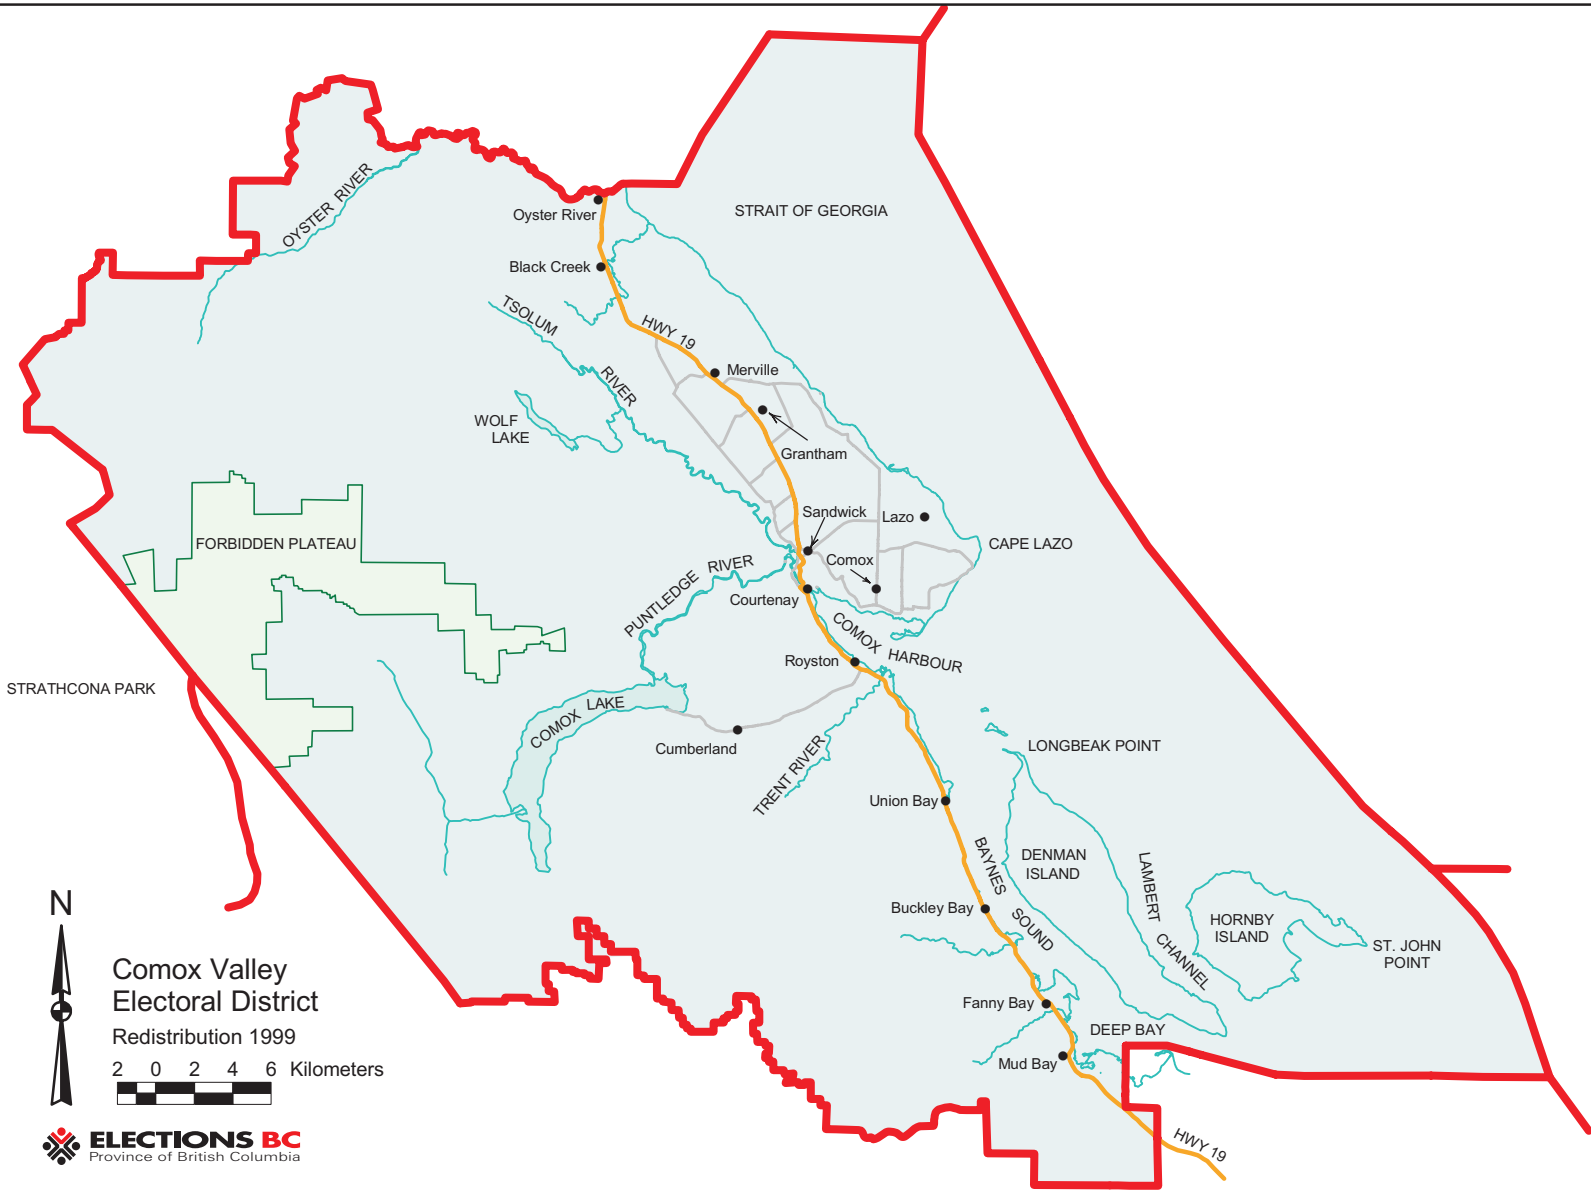 STRAIT OF GEORGIA
OYSTER RIVER
Oyster River
Black Creek
TSOLUM
RIVER
HWY 19
Merville
WOLF
LAKE
Grantham
Sandwick
Lazo
FORBIDDEN PLATEAU
CAPE LAZO
Comox
PUNTLEDGE RIVER
Courtenay
COMOX HARBOUR
Royston
STRATHCONA PARK
COMOX LAKE
Cumberland
TRENT RIVER
LONGBEAK POINT
Union Bay
BAYNES
SOUND
DENMAN
ISLAND
LAMBERT
CHANNEL
Buckley Bay
HORNBY
ISLAND
ST. JOHN
POINT
Fanny Bay
DEEP BAY
Mud Bay
HWY 19
N
Comox Valley
Electoral District
Redistribution 1999
2 0 2 4 6 Kilometers
ELECTIONS BC
Province of British Columbia